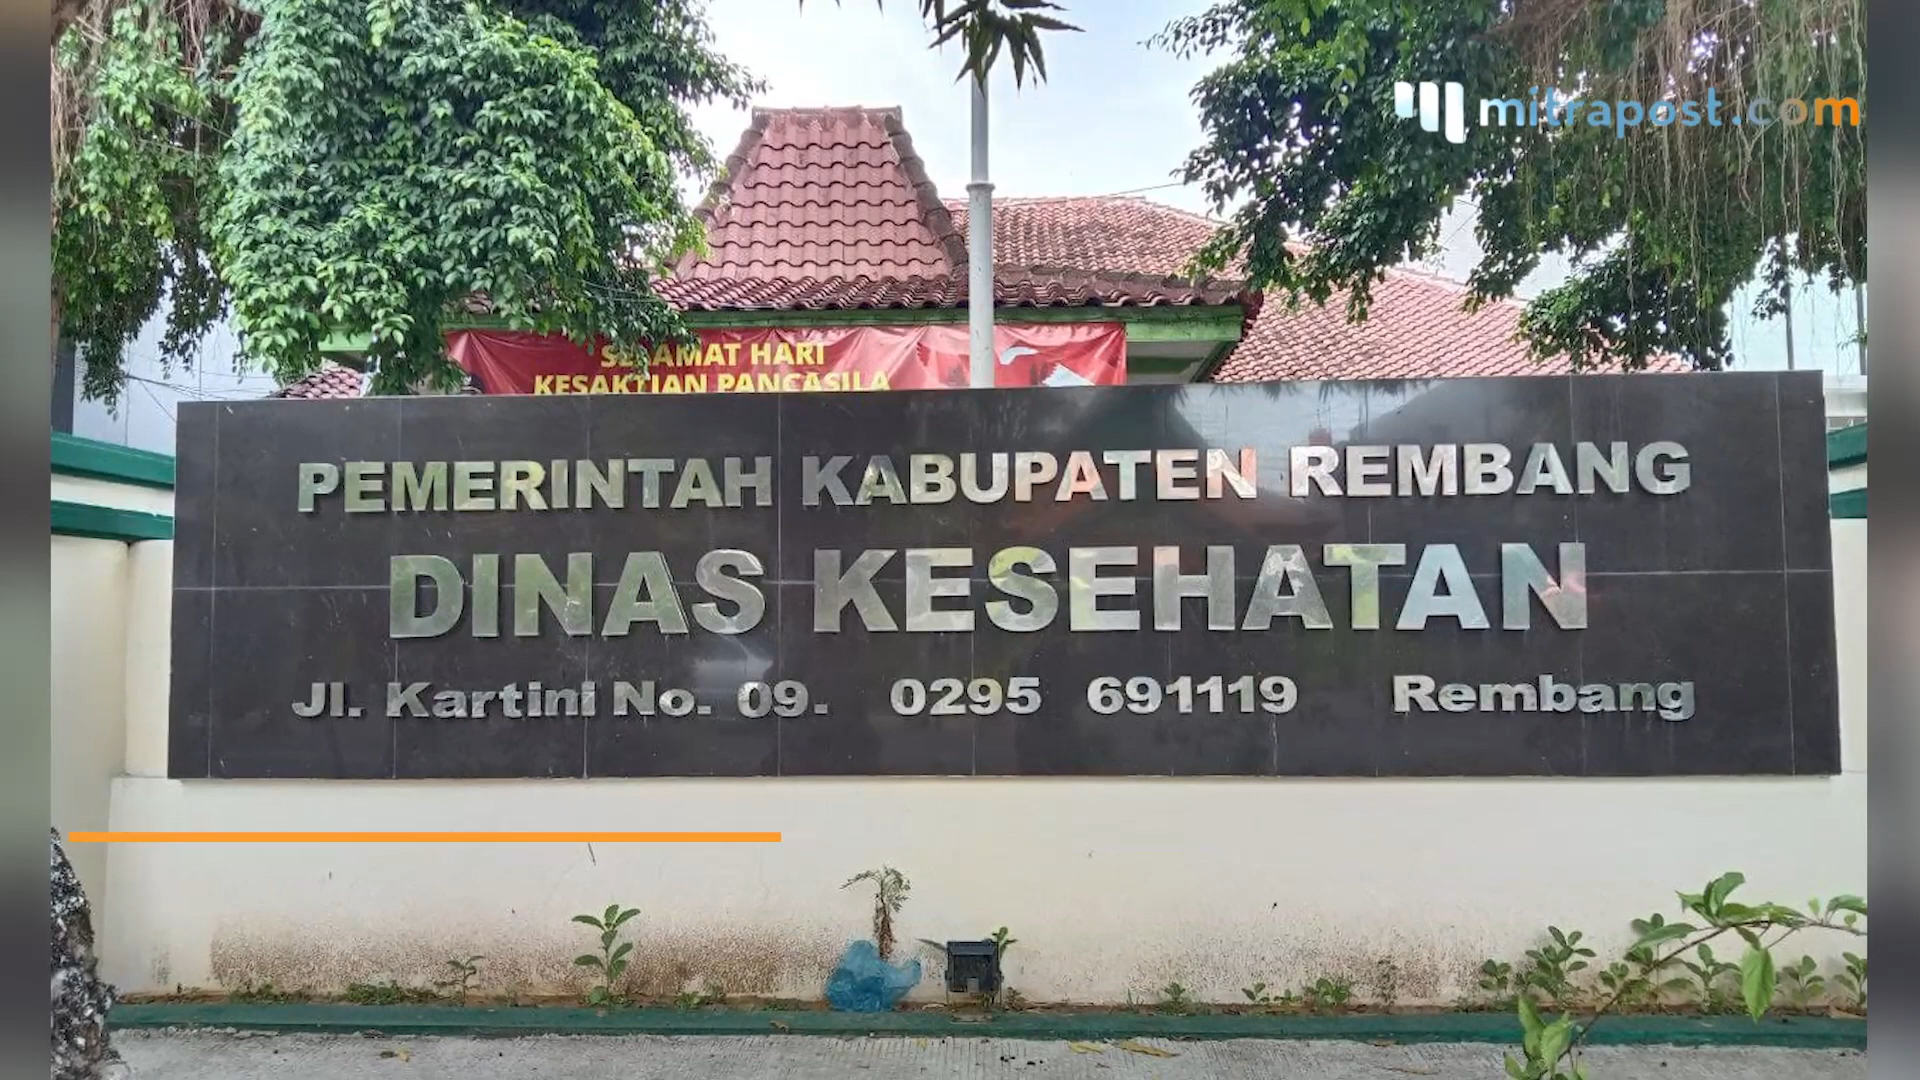 mitrapost.com
SELAMAT HARI
KESAKTIAN PANCASILA
PEMERINTAH KABUPATEN REMBANG
DINAS KESEHATAN
Jl. Kartini No. 09. 0295 691119 Rembang